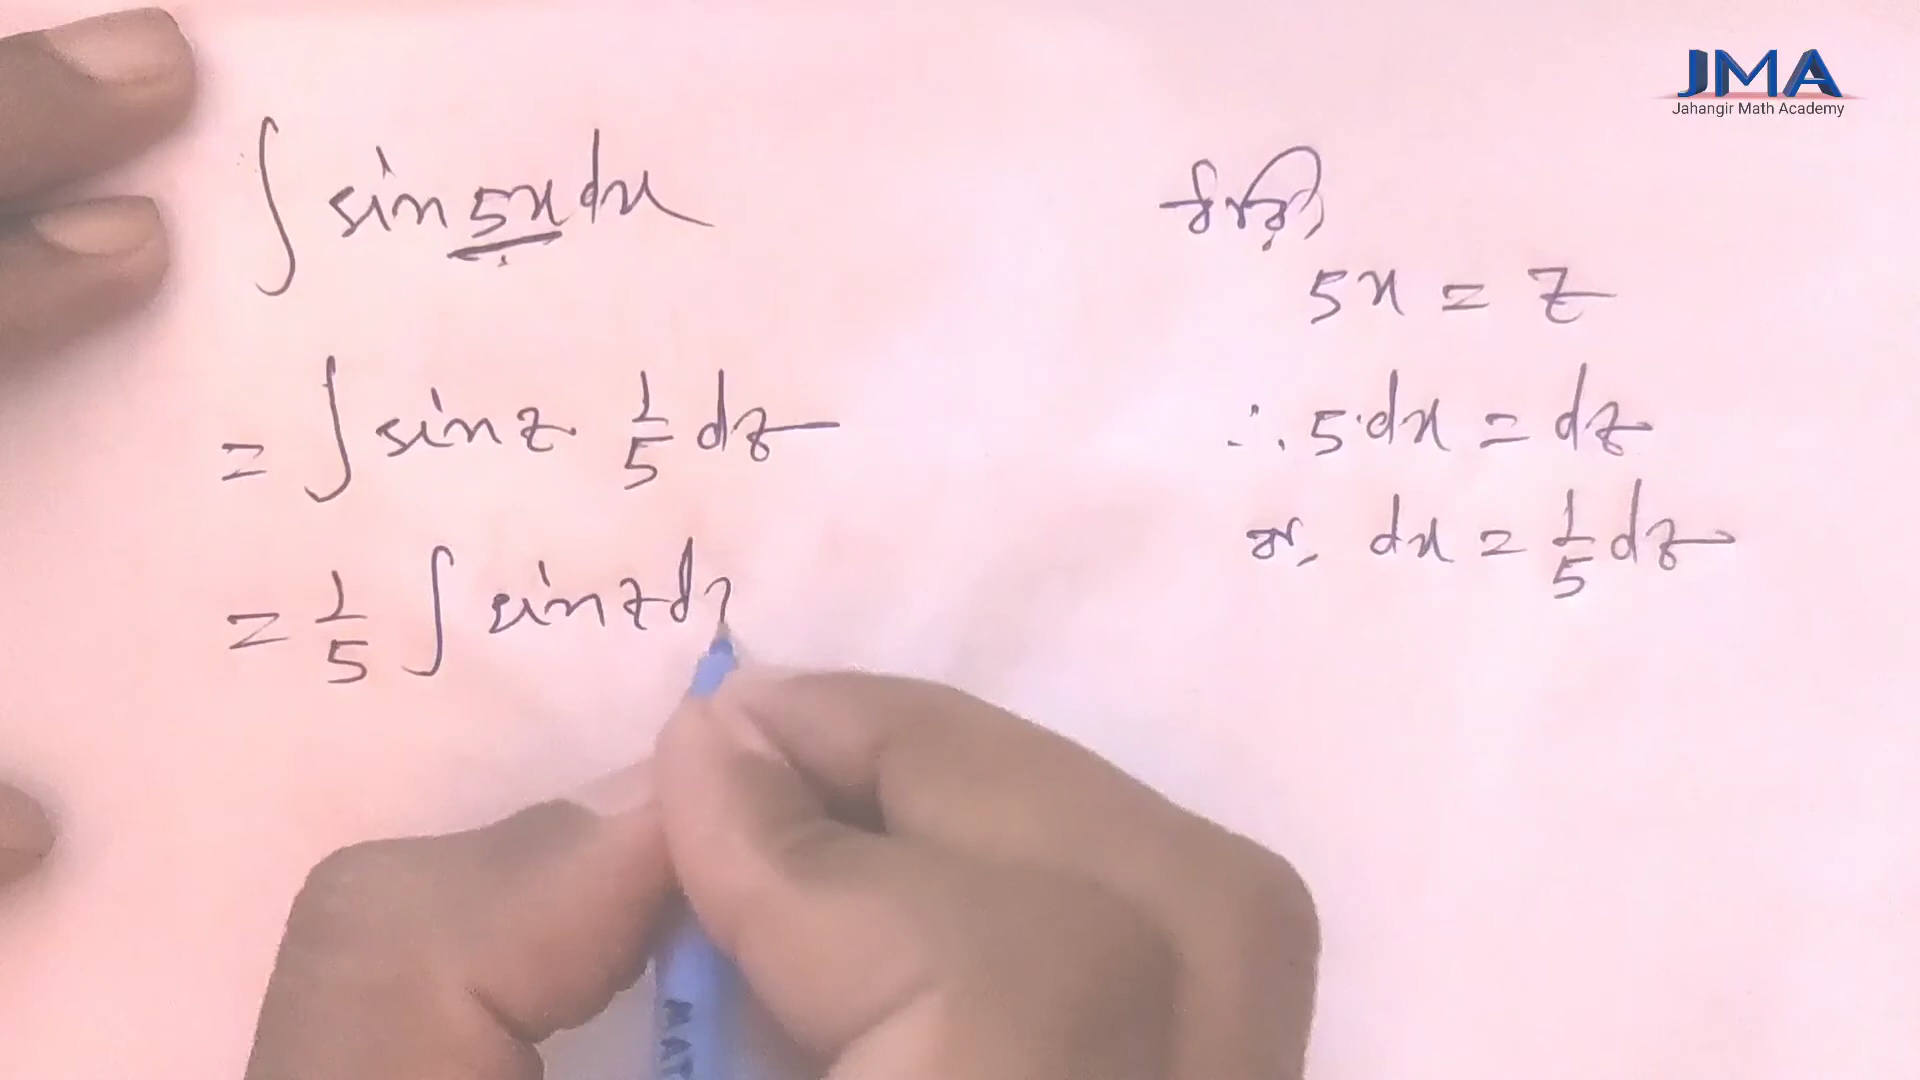 JMA
Jahangir Math Academy
∫ sin 5x dx
= ∫ sin z · 1/5 dz
= 1/5 ∫ sin z dz
ধরি,
5x = z
∴ 5·dx = dz
বা, dx = 1/5 dz
MAT